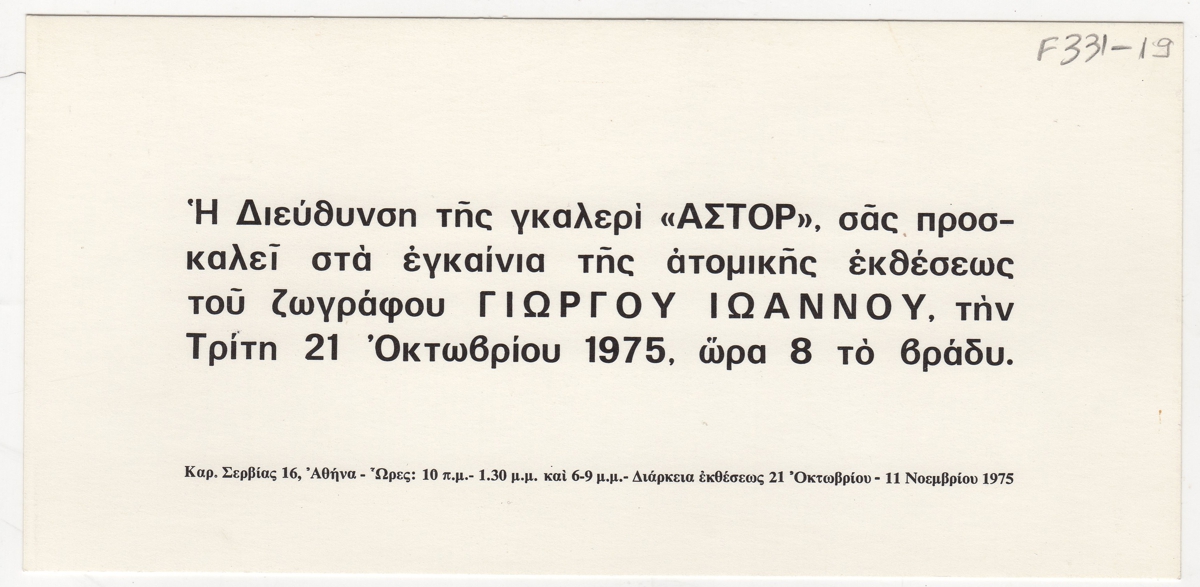 F331-19
Ἡ Διεύθυνση τῆς γκαλερὶ «ΑΣΤΟΡ», σᾶς προσ-
καλεῖ στὰ ἐγκαίνια τῆς ἀτομικῆς ἐκθέσεως
τοῦ ζωγράφου ΓΙΩΡΓΟΥ ΙΩΑΝΝΟΥ, τὴν
Τρίτη 21 Ὀκτωβρίου 1975, ὥρα 8 τὸ βράδυ.
Καρ. Σερβίας 16, Ἀθήνα - Ὧρες: 10 π.μ.- 1.30 μ.μ. καὶ 6-9 μ.μ.- Διάρκεια ἐκθέσεως 21 Ὀκτωβρίου - 11 Νοεμβρίου 1975